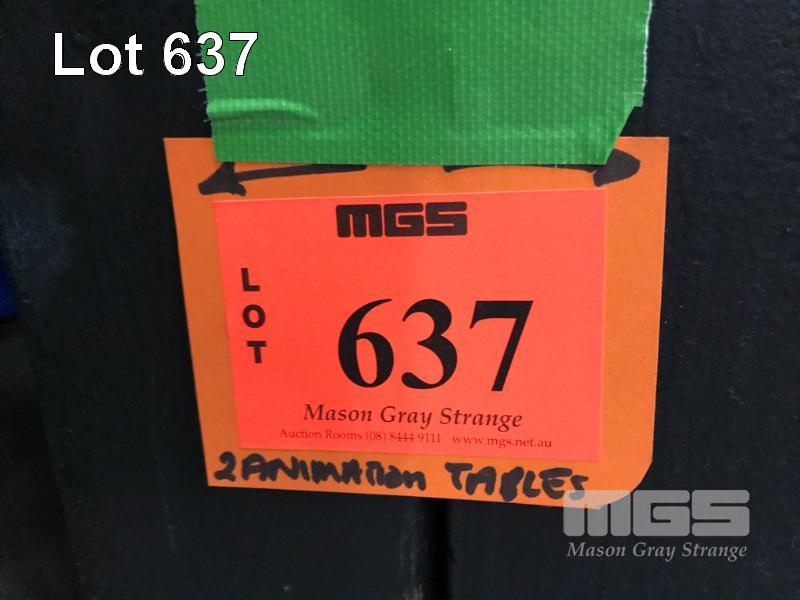 Lot 637
MGS
LOT
637
Mason Gray Strange
Auction Rooms (08) 8444 9111 www.mgs.net.au
2 ANIMATION TABLES
MGS
Mason Gray Strange